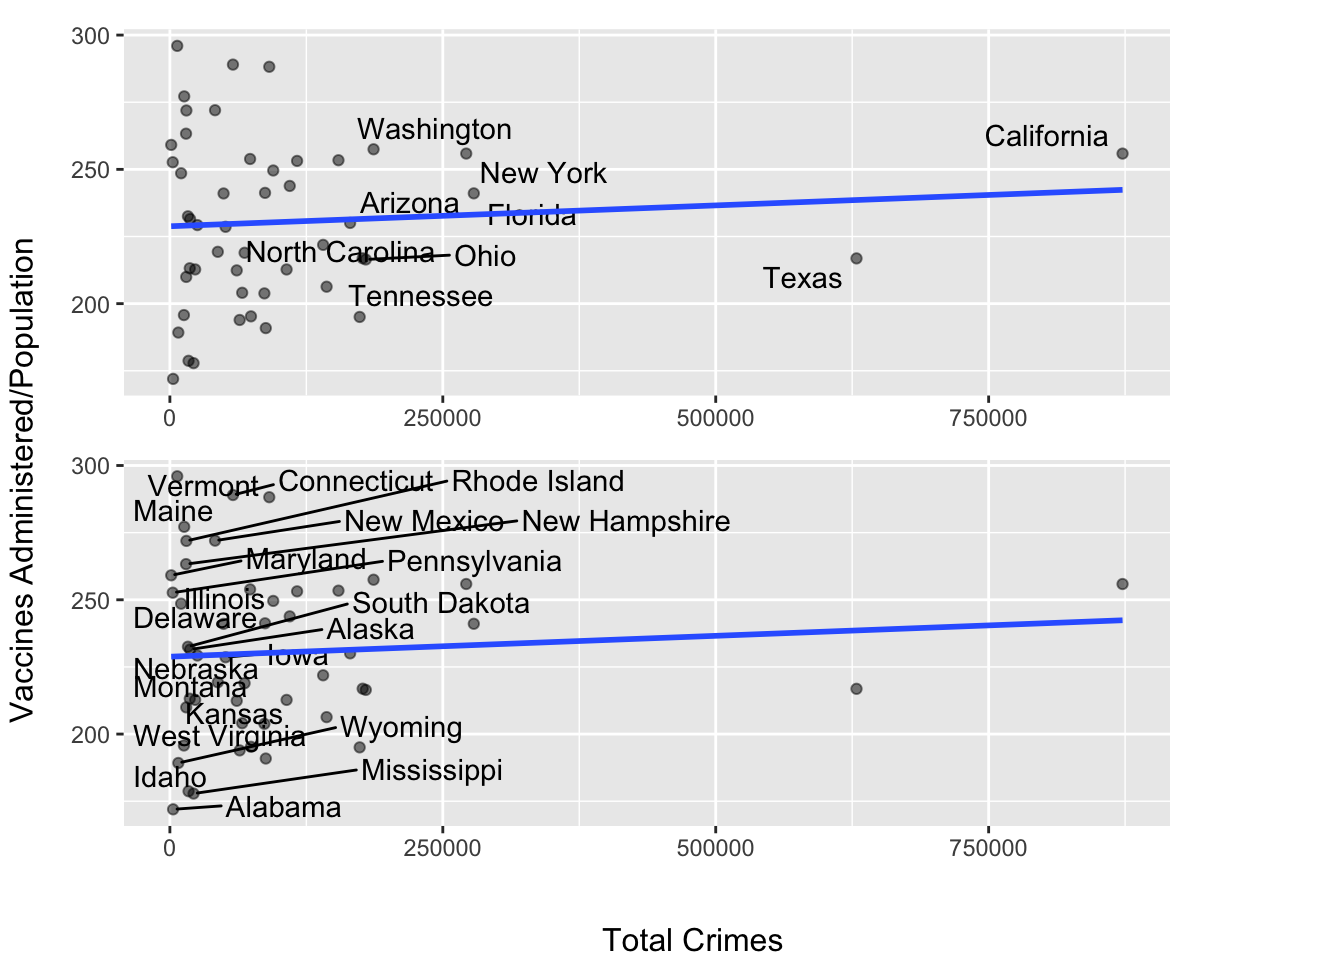 300
250
200
Washington
California
New York
Arizona
Florida
North Carolina
Ohio
Texas
Tennessee
0 250000 500000 750000
Vaccines Administered/Population
300
250
200
Vermont
Connecticut
Rhode Island
Maine
New Mexico
New Hampshire
Maryland
Pennsylvania
Illinois
South Dakota
Delaware
Alaska
Iowa
Nebraska
Montana
Kansas
Wyoming
West Virginia
Idaho
Mississippi
Alabama
0 250000 500000 750000
Total Crimes